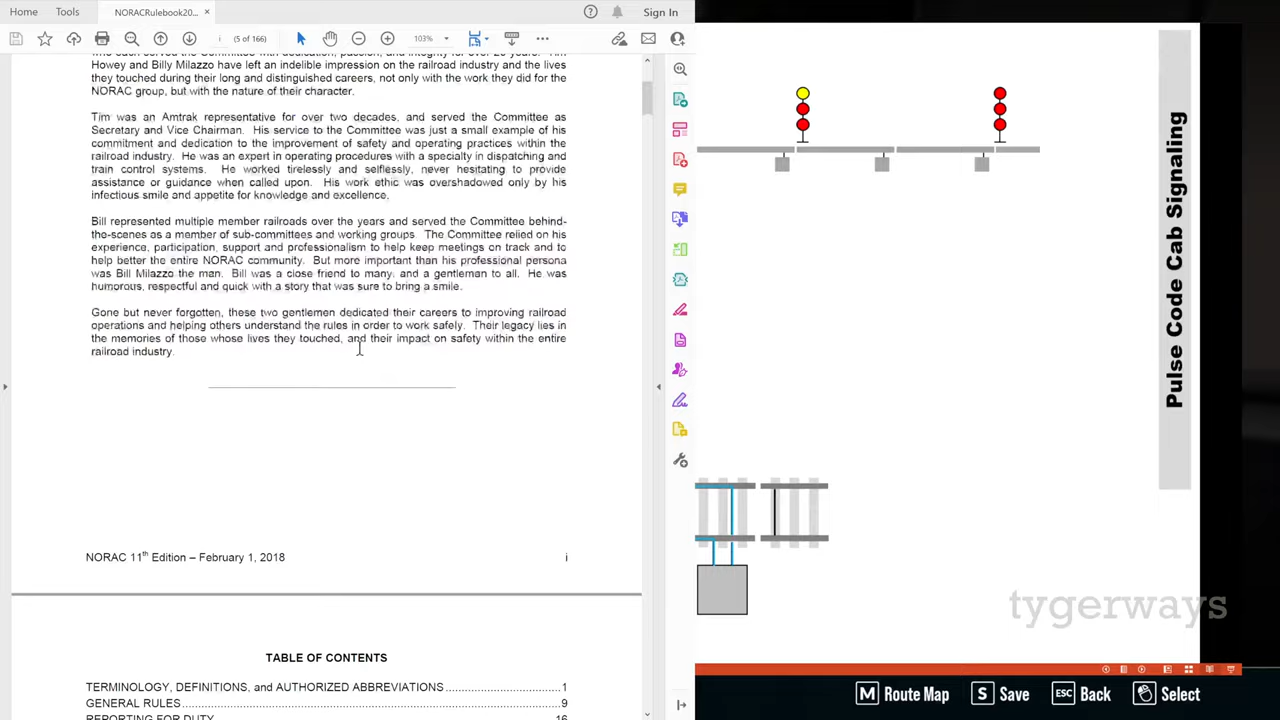 Home Tools NORACRulebook20... × Sign In
i (5 of 166) 103%
Howey and Billy Milazzo have left an indelible impression on the railroad industry and the lives
they touched during their long and distinguished careers, not only with the work they did for the
NORAC group, but with the nature of their character.
Tim was an Amtrak representative for over two decades, and served the Committee as
Secretary and Vice Chairman. His service to the Committee was just a small example of his
commitment and dedication to the improvement of safety and operating practices within the
railroad industry. He was an expert in operating procedures with a specialty in dispatching and
train control systems. He worked tirelessly and selflessly, never hesitating to provide
assistance or guidance when called upon. His work ethic was overshadowed only by his
infectious smile and appetite for knowledge and excellence.
Bill represented multiple member railroads over the years and served the Committee behind-
the-scenes as a member of sub-committees and working groups. The Committee relied on his
experience, participation, support and professionalism to help keep meetings on track and to
help better the entire NORAC community. But more important than his professional persona
was Bill Milazzo the man. Bill was a close friend to many, and a gentleman to all. He was
humorous, respectful and quick with a story that was sure to bring a smile.
Gone but never forgotten, these two gentlemen dedicated their careers to improving railroad
operations and helping others understand the rules in order to work safely. Their legacy lies in
the memories of those whose lives they touched, and their impact on safety within the entire
railroad industry.
NORAC 11th Edition – February 1, 2018 i
TABLE OF CONTENTS
TERMINOLOGY, DEFINITIONS, and AUTHORIZED ABBREVIATIONS 1
GENERAL RULES 9
REPORTING FOR DUTY 16
Pulse Code Cab Signaling
tygerways
M Route Map S Save ESC Back Select